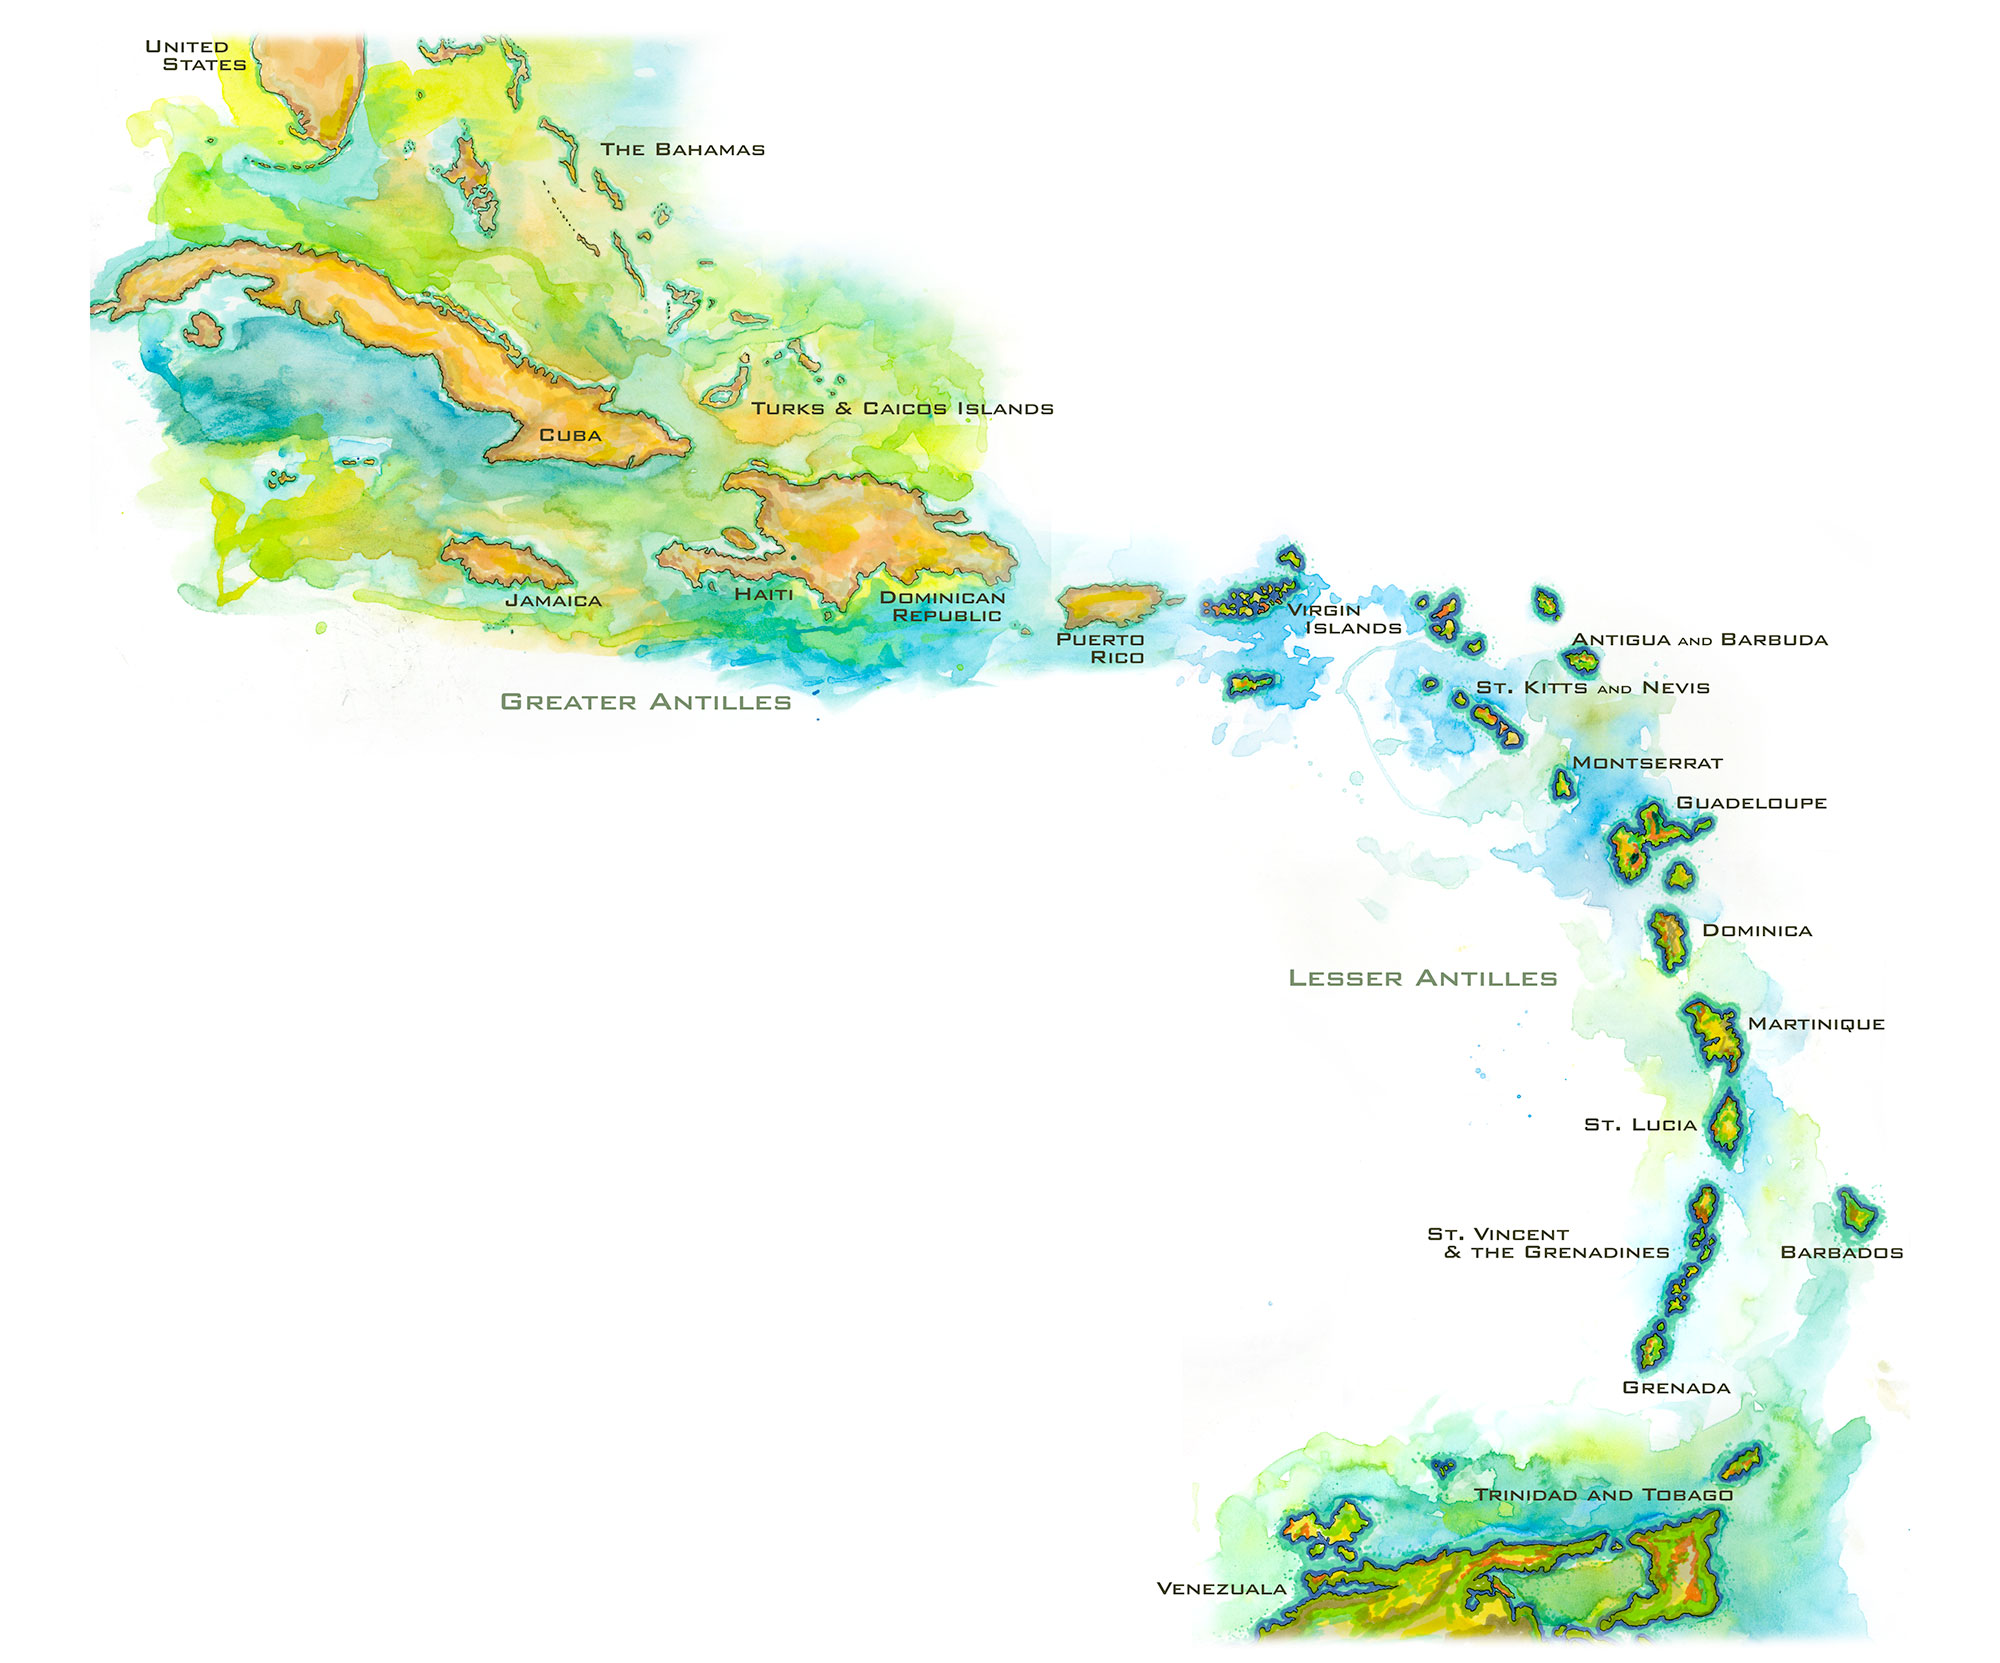 UNITED
STATES
THE BAHAMAS
TURKS & CAICOS ISLANDS
CUBA
JAMAICA
HAITI
DOMINICAN
REPUBLIC
PUERTO
RICO
VIRGIN
ISLANDS
ANTIGUA AND BARBUDA
ST. KITTS AND NEVIS
GREATER ANTILLES
MONTSERRAT
GUADELOUPE
DOMINICA
LESSER ANTILLES
MARTINIQUE
ST. LUCIA
ST. VINCENT
& THE GRENADINES
BARBADOS
GRENADA
TRINIDAD AND TOBAGO
VENEZUALA